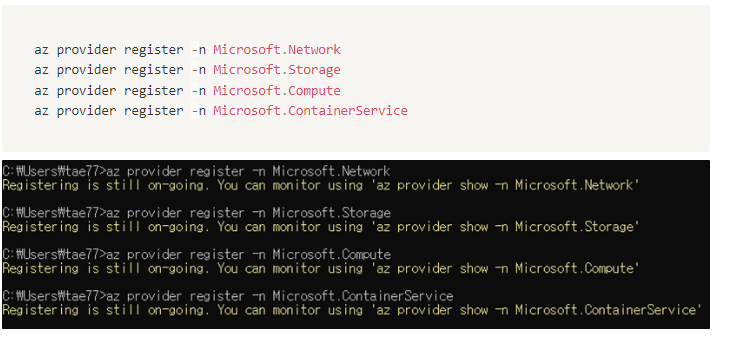 az provider register -n Microsoft.Network
az provider register -n Microsoft.Storage
az provider register -n Microsoft.Compute
az provider register -n Microsoft.ContainerService
C:₩Users₩tae77>az provider register -n Microsoft.Network
Registering is still on-going. You can monitor using 'az provider show -n Microsoft.Network'
C:₩Users₩tae77>az provider register -n Microsoft.Storage
Registering is still on-going. You can monitor using 'az provider show -n Microsoft.Storage'
C:₩Users₩tae77>az provider register -n Microsoft.Compute
Registering is still on-going. You can monitor using 'az provider show -n Microsoft.Compute'
C:₩Users₩tae77>az provider register -n Microsoft.ContainerService
Registering is still on-going. You can monitor using 'az provider show -n Microsoft.ContainerService'